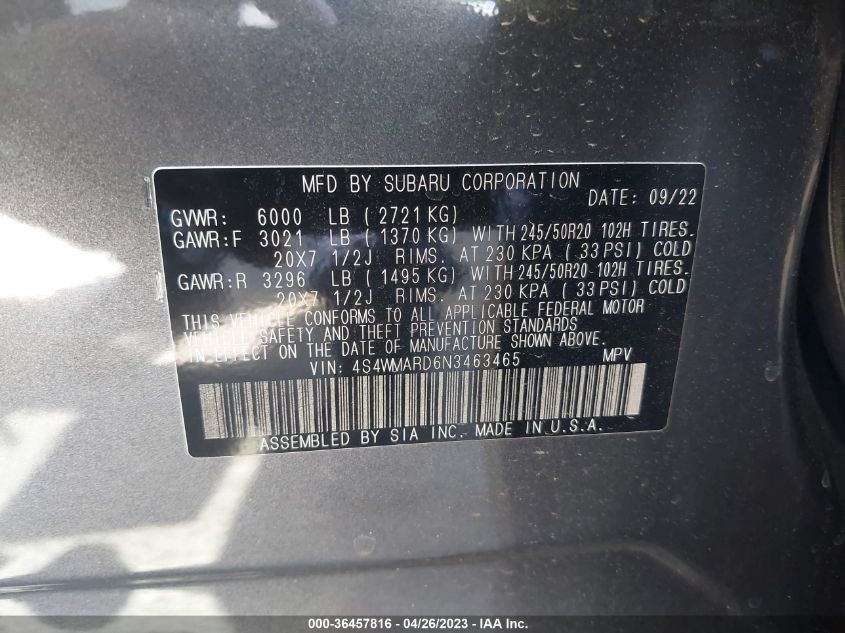 MFD BY SUBARU CORPORATION
DATE: 09/22
GVWR: 6000 LB ( 2721 KG)
GAWR:F 3021 LB ( 1370 KG) WITH 245/50R20 102H TIRES.
20X7 1/2J RIMS. AT 230 KPA ( 33 PSI) COLD
GAWR:R 3296 LB ( 1495 KG) WITH 245/50R20 102H TIRES.
20X7 1/2J RIMS. AT 230 KPA ( 33 PSI) COLD
THIS VEHICLE CONFORMS TO ALL APPLICABLE FEDERAL MOTOR
VEHICLE SAFETY AND THEFT PREVENTION STANDARDS
IN EFFECT ON THE DATE OF MANUFACTURE SHOWN ABOVE.
VIN: 4S4WMARD6N3463465 MPV
ASSEMBLED BY SIA INC. MADE IN U.S.A.
000-36457816 - 04/26/2023 - IAA Inc.